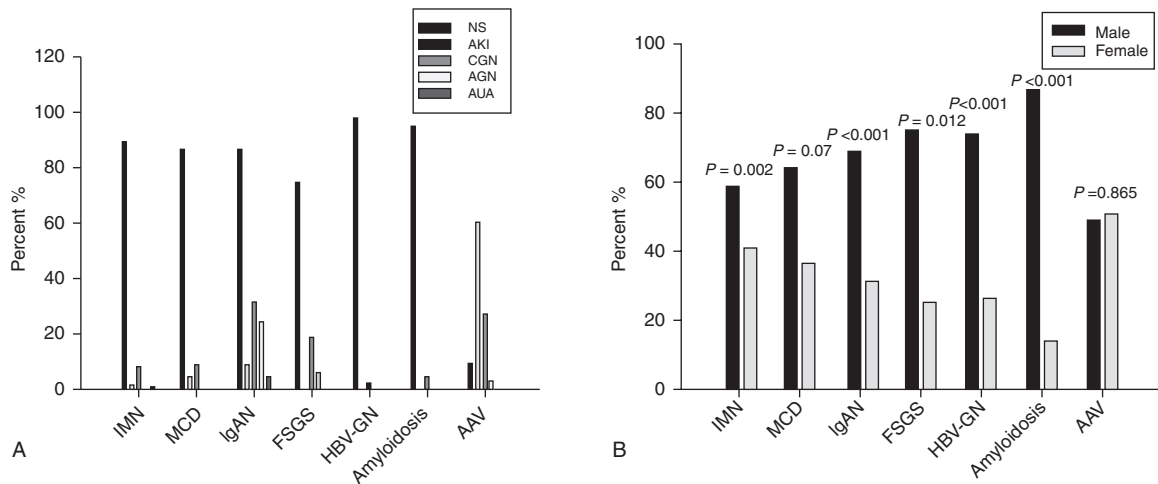 NS
AKI
CGN
AGN
AUA
120
100
80
60
40
20
0
Percent %
IMN
MCD
IgAN
FSGS
HBV-GN
Amyloidosis
AAV
A
Male
Female
100
80
60
40
20
0
Percent %
P = 0.002
P = 0.07
P <0.001
P = 0.012
P<0.001
P <0.001
P =0.865
IMN
MCD
IgAN
FSGS
HBV-GN
Amyloidosis
AAV
B